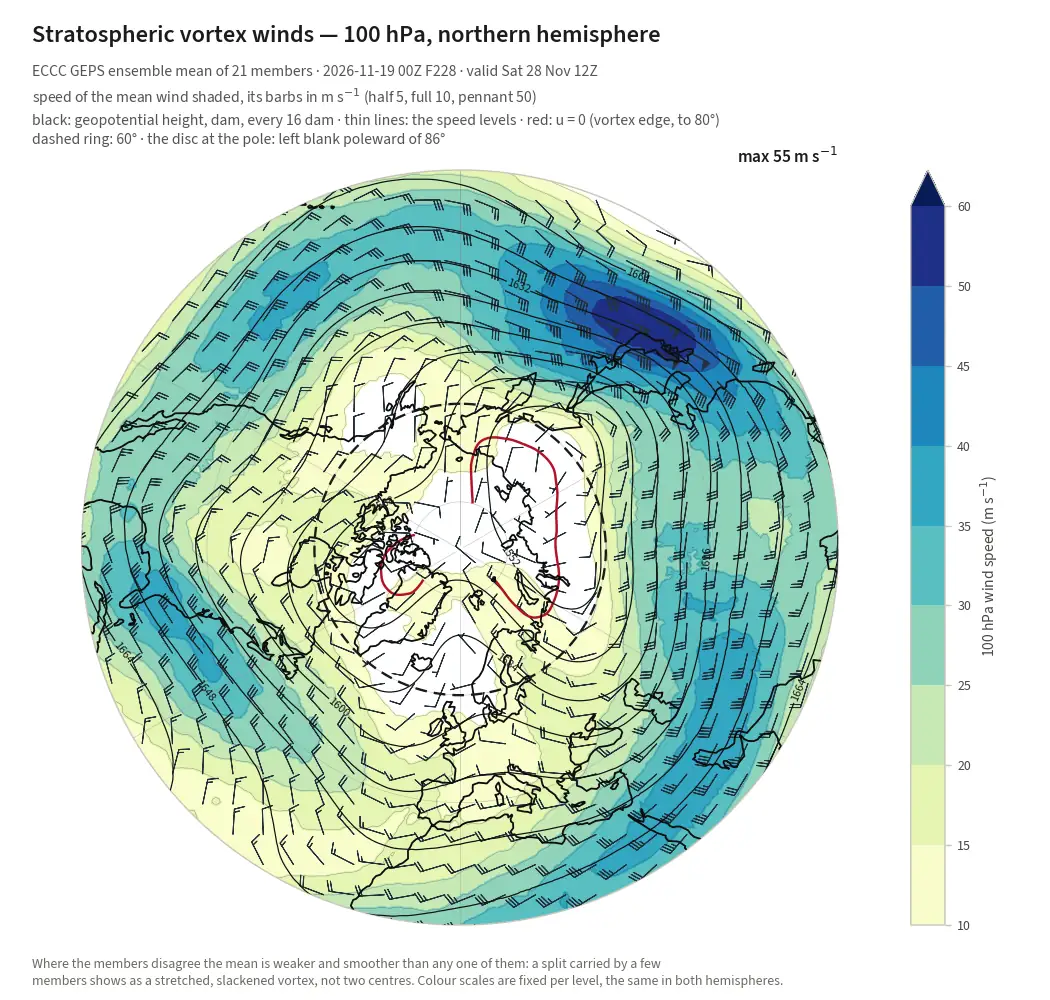 Stratospheric vortex winds — 100 hPa, northern hemisphere
ECCC GEPS ensemble mean of 21 members · 2026-11-19 00Z F228 · valid Sat 28 Nov 12Z
speed of the mean wind shaded, its barbs in m s⁻¹ (half 5, full 10, pennant 50)
black: geopotential height, dam, every 16 dam · thin lines: the speed levels · red: u = 0 (vortex edge, to 80°)
dashed ring: 60° · the disc at the pole: left blank poleward of 86°
max 55 m s⁻¹
60
50
45
40
35
30
25
20
15
10
100 hPa wind speed (m s⁻¹)
1632
1664
1648
1600
1664
Where the members disagree the mean is weaker and smoother than any one of them: a split carried by a few
members shows as a stretched, slackened vortex, not two centres. Colour scales are fixed per level, the same in both hemispheres.